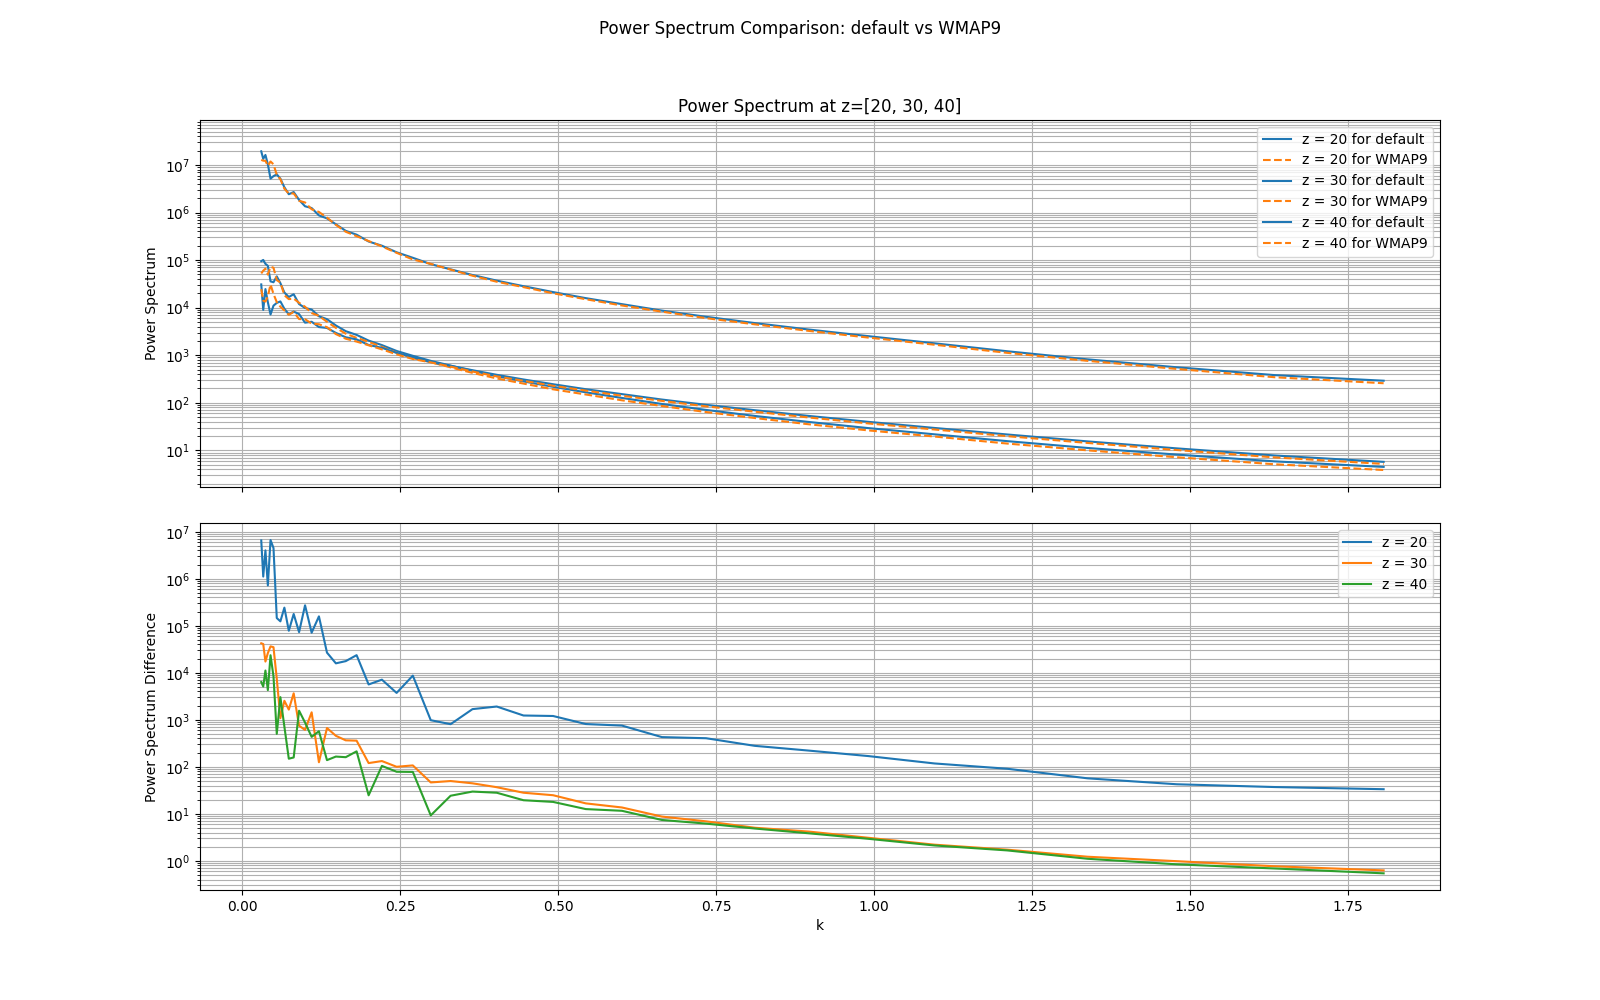 Power Spectrum Comparison: default vs WMAP9
Power Spectrum at z=[20, 30, 40]
Power Spectrum
10^7
10^6
10^5
10^4
10^3
10^2
10^1
z = 20 for default
z = 20 for WMAP9
z = 30 for default
z = 30 for WMAP9
z = 40 for default
z = 40 for WMAP9
Power Spectrum Difference
10^7
10^6
10^5
10^4
10^3
10^2
10^1
10^0
z = 20
z = 30
z = 40
0.00 0.25 0.50 0.75 1.00 1.25 1.50 1.75
k